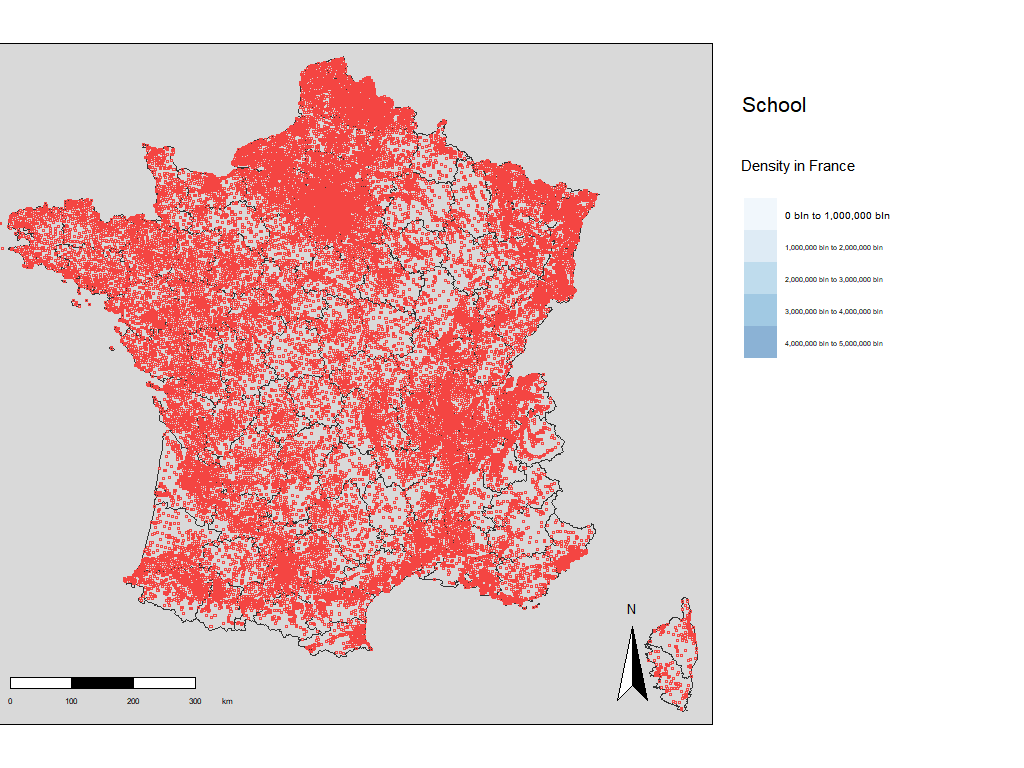 School
Density in France
0 bln to 1,000,000 bln
1,000,000 bln to 2,000,000 bln
2,000,000 bln to 3,000,000 bln
3,000,000 bln to 4,000,000 bln
4,000,000 bln to 5,000,000 bln
N
0 100 200 300 km